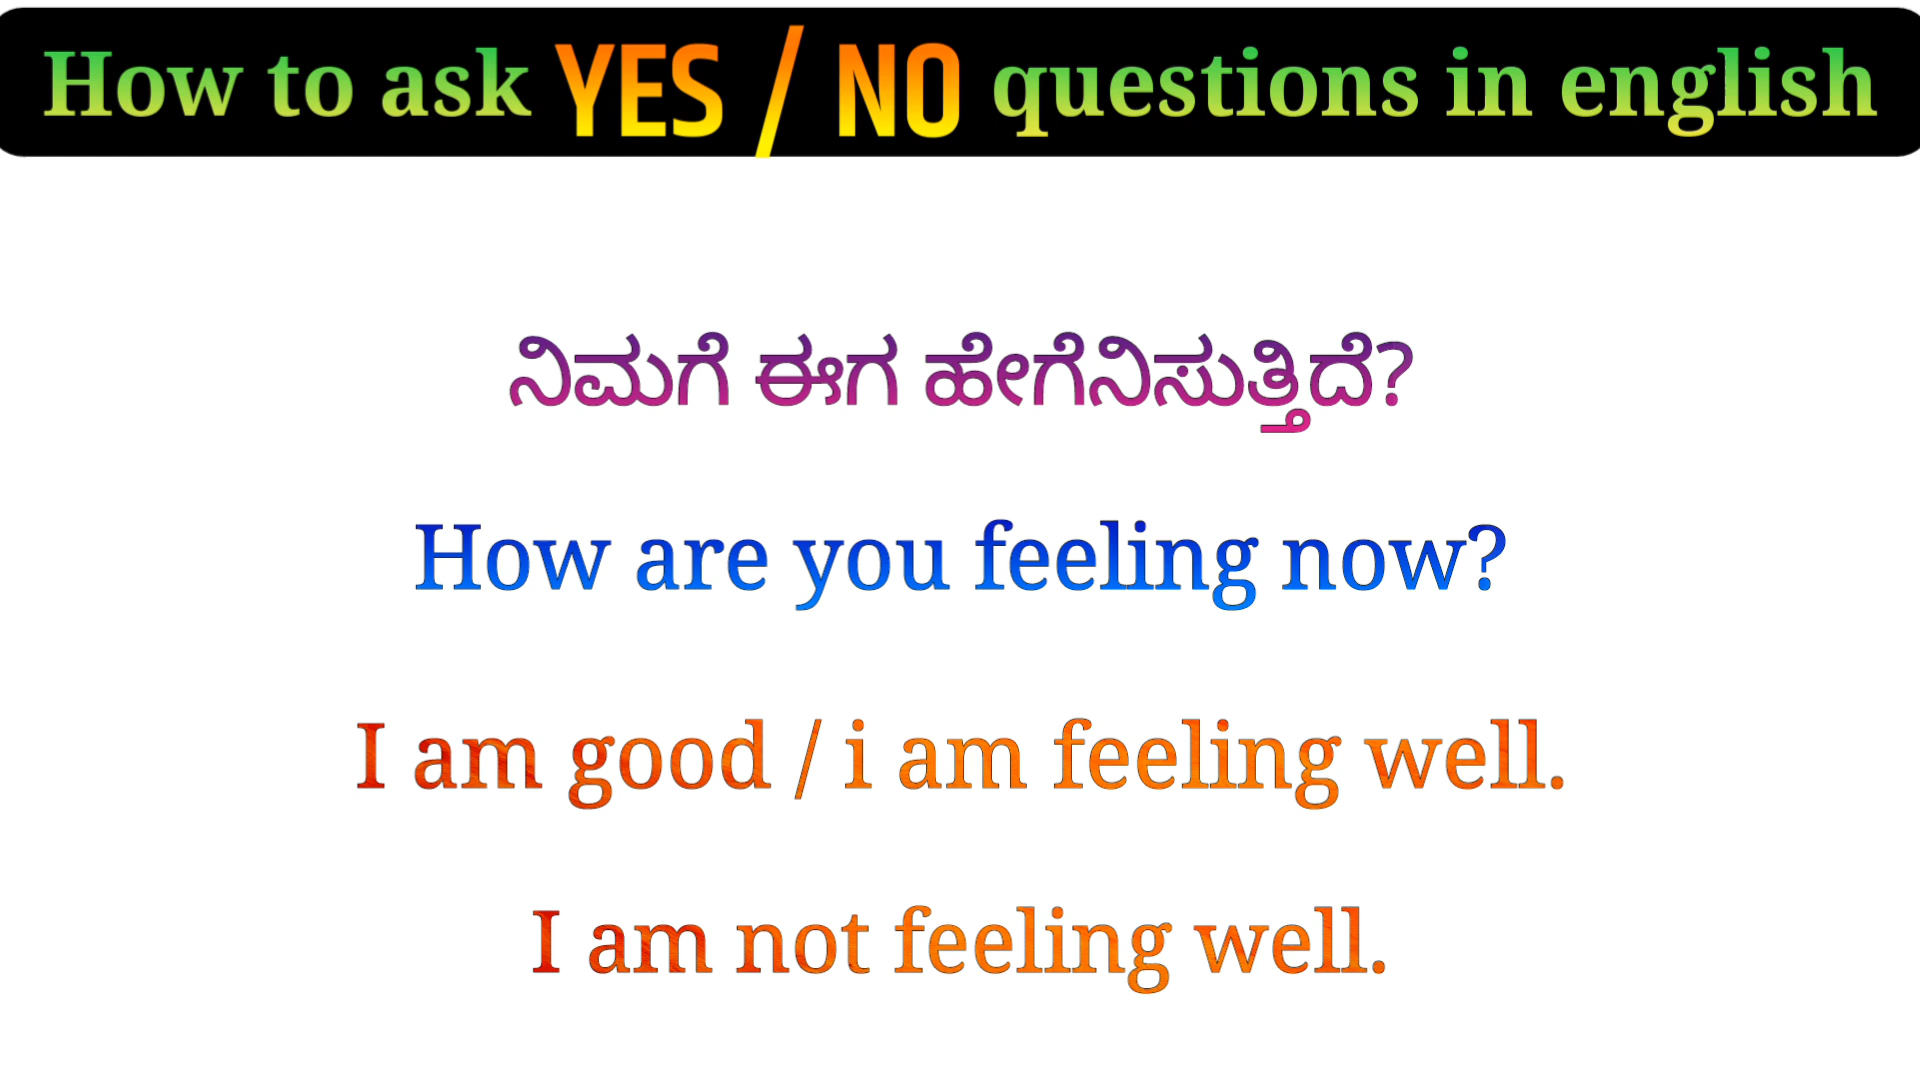 How to ask YES / NO questions in english
ನಿಮಗೆ ಈಗ ಹೇಗೆನಿಸುತ್ತಿದೆ?
How are you feeling now?
I am good / i am feeling well.
I am not feeling well.